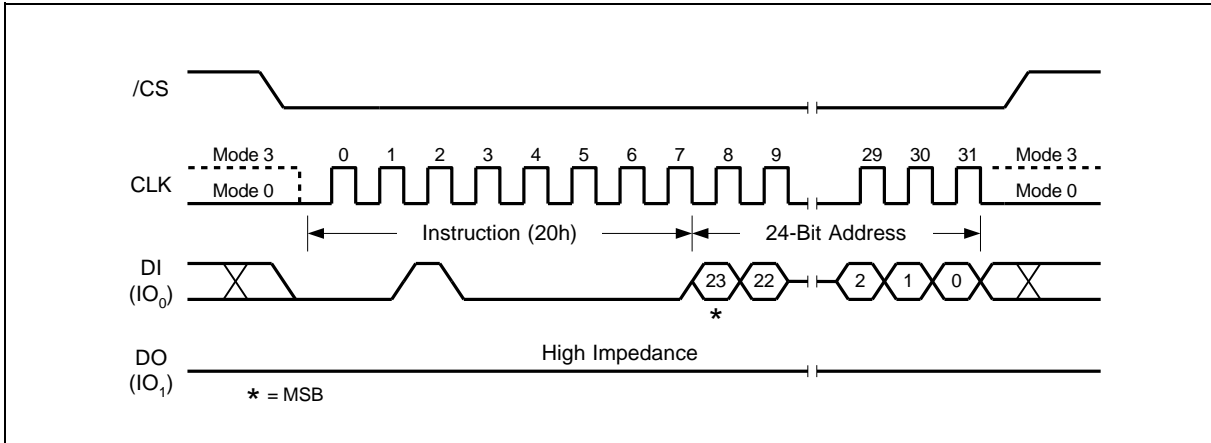 /CS
Mode 3 0 1 2 3 4 5 6 7 8 9 29 30 31 Mode 3
CLK Mode 0 Mode 0
Instruction (20h) 24-Bit Address
DI
(IO₀)
23 22 2 1 0
*
High Impedance
DO
(IO₁)
* = MSB